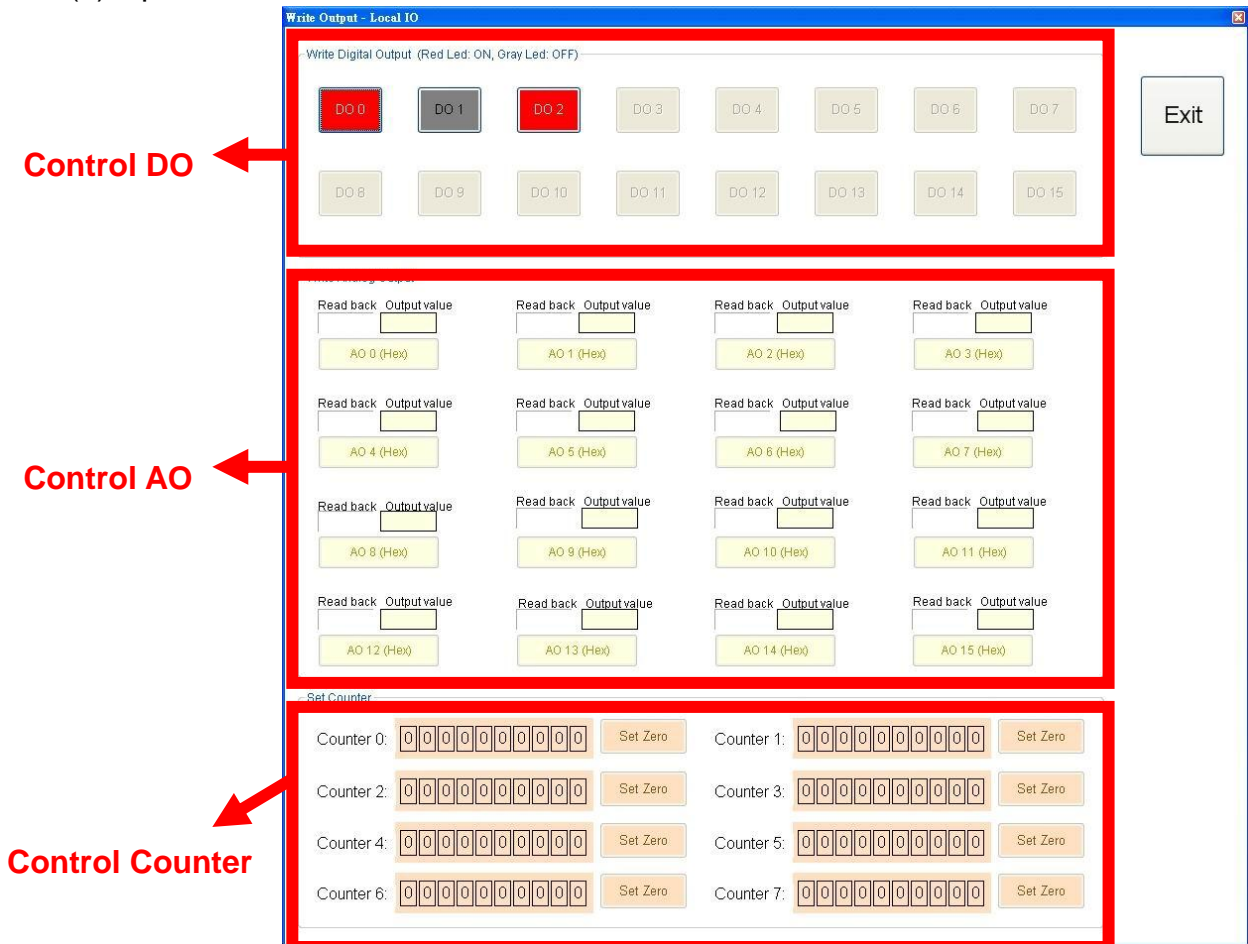 Write Output - Local IO
Write Digital Output (Red Led: ON, Gray Led: OFF)
DO 0 DO 1 DO 2 DO 3 DO 4 DO 5 DO 6 DO 7
Exit
Control DO
DO 8 DO 9 DO 10 DO 11 DO 12 DO 13 DO 14 DO 15
Read back Output value Read back Output value Read back Output value Read back Output value
AO 0 (Hex) AO 1 (Hex) AO 2 (Hex) AO 3 (Hex)
Read back Output value Read back Output value Read back Output value Read back Output value
AO 4 (Hex) AO 5 (Hex) AO 6 (Hex) AO 7 (Hex)
Control AO
Read back Output value Read back Output value Read back Output value Read back Output value
AO 8 (Hex) AO 9 (Hex) AO 10 (Hex) AO 11 (Hex)
Read back Output value Read back Output value Read back Output value Read back Output value
AO 12 (Hex) AO 13 (Hex) AO 14 (Hex) AO 15 (Hex)
Set Counter
Counter 0: 0 0 0 0 0 0 0 0 0 0 Set Zero Counter 1: 0 0 0 0 0 0 0 0 0 0 Set Zero
Counter 2: 0 0 0 0 0 0 0 0 0 0 Set Zero Counter 3: 0 0 0 0 0 0 0 0 0 0 Set Zero
Counter 4: 0 0 0 0 0 0 0 0 0 0 Set Zero Counter 5: 0 0 0 0 0 0 0 0 0 0 Set Zero
Control Counter
Counter 6: 0 0 0 0 0 0 0 0 0 0 Set Zero Counter 7: 0 0 0 0 0 0 0 0 0 0 Set Zero